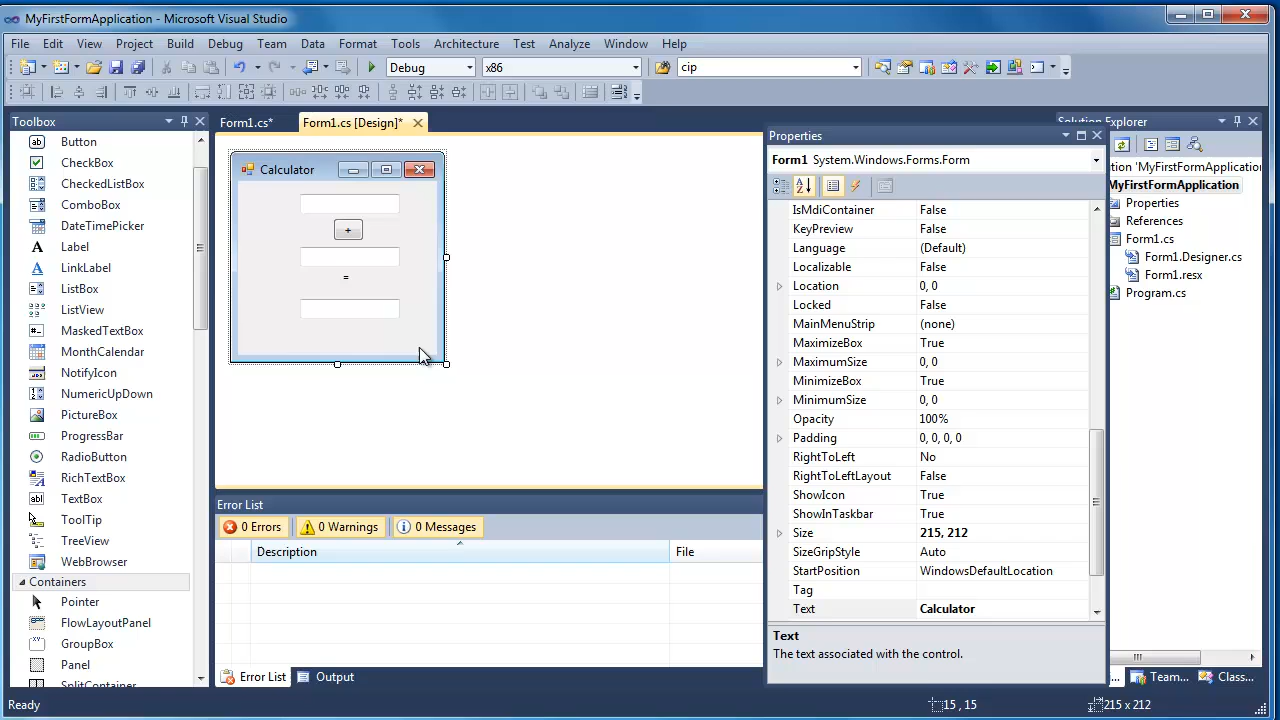 MyFirstFormApplication - Microsoft Visual Studio
File Edit View Project Build Debug Team Data Format Tools Architecture Test Analyze Window Help
Debug x86 cip
Toolbox
Button
CheckBox
CheckedListBox
ComboBox
DateTimePicker
Label
LinkLabel
ListBox
ListView
MaskedTextBox
MonthCalendar
NotifyIcon
NumericUpDown
PictureBox
ProgressBar
RadioButton
RichTextBox
TextBox
ToolTip
TreeView
WebBrowser
Containers
Pointer
FlowLayoutPanel
GroupBox
Panel
SplitContainer
Form1.cs* Form1.cs [Design]*
Calculator
+
=
Error List
0 Errors 0 Warnings 0 Messages
Description File
Error List Output
Properties
Form1 System.Windows.Forms.Form
IsMdiContainer False
KeyPreview False
Language (Default)
Localizable False
Location 0, 0
Locked False
MainMenuStrip (none)
MaximizeBox True
MaximumSize 0, 0
MinimizeBox True
MinimumSize 0, 0
Opacity 100%
Padding 0, 0, 0, 0
RightToLeft No
RightToLeftLayout False
ShowIcon True
ShowInTaskbar True
Size 215, 212
SizeGripStyle Auto
StartPosition WindowsDefaultLocation
Tag
Text Calculator
Text
The text associated with the control.
Solution Explorer
tion 'MyFirstFormApplication
MyFirstFormApplication
Properties
References
Form1.cs
Form1.Designer.cs
Form1.resx
Program.cs
... Team... Class...
Ready 15 , 15 215 x 212